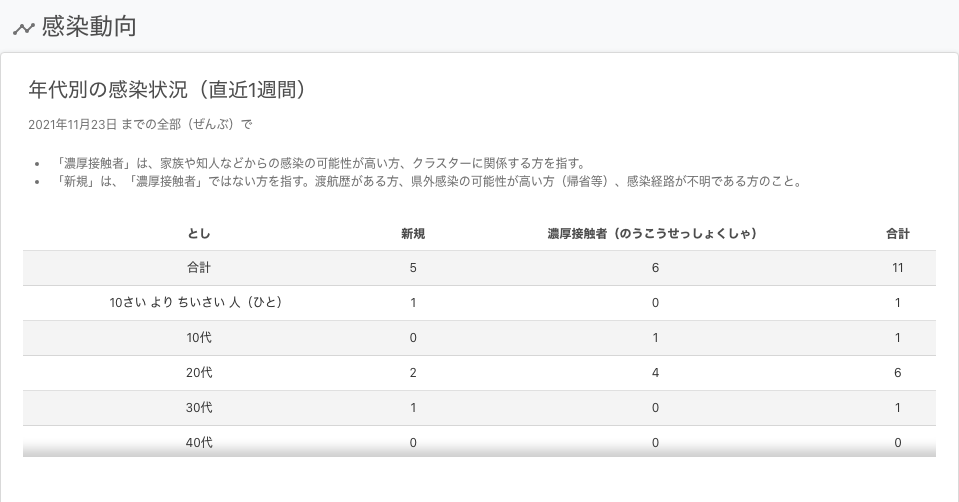 感染動向
年代別の感染状況（直近1週間）
2021年11月23日 までの全部（ぜんぶ）で
• 「濃厚接触者」は、家族や知人などからの感染の可能性が高い方、クラスターに関係する方を指す。
• 「新規」は、「濃厚接触者」ではない方を指す。渡航歴がある方、県外感染の可能性が高い方（帰省等）、感染経路が不明である方のこと。
とし 新規 濃厚接触者（のうこうせっしょくしゃ） 合計
合計 5 6 11
10さい より ちいさい 人（ひと） 1 0 1
10代 0 1 1
20代 2 4 6
30代 1 0 1
40代 0 0 0